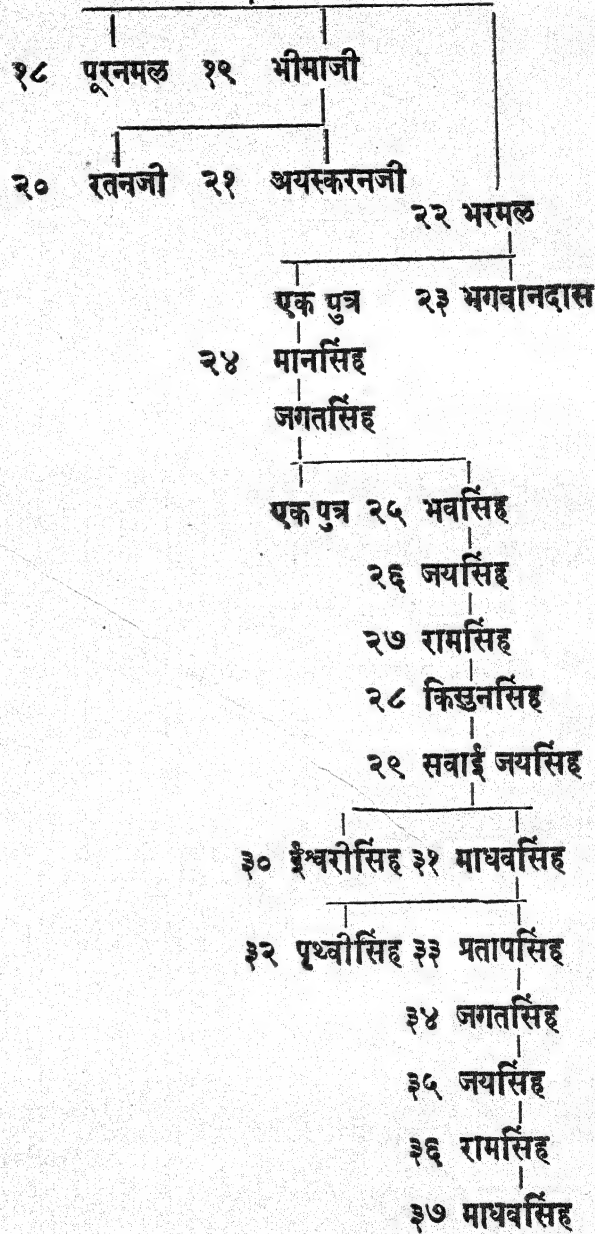 १८ पूरनमल १९ भीमाजी
२० रतनजी २१ अयस्करनजी
२२ भरमल
एक पुत्र २३ भगवानदास
२४ मानसिंह
जगतसिंह
एक पुत्र २५ भवसिंह
२६ जयसिंह
२७ रामसिंह
२८ किसुनसिंह
२९ सवाई जयसिंह
३० ईश्वरीसिंह ३१ माधवसिंह
३२ पृथ्वीसिंह ३३ प्रतापसिंह
३४ जगतसिंह
३५ जयसिंह
३६ रामसिंह
३७ माधवसिंह